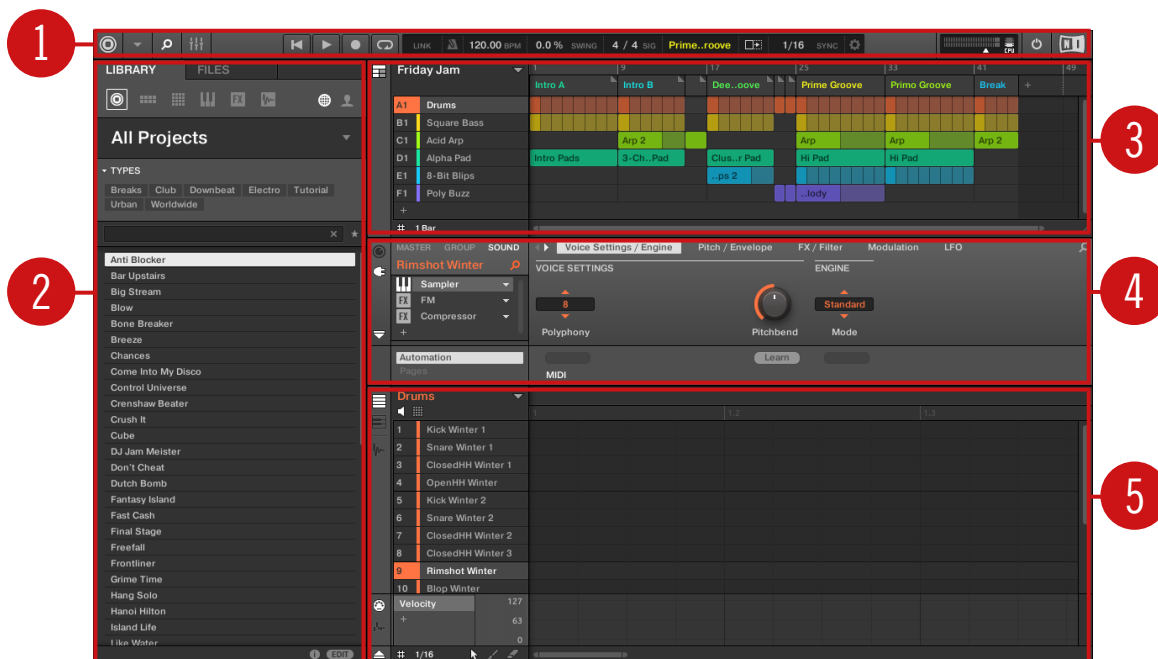 1
LINK 120.00 BPM 0.0 % SWING 4 / 4 SIG Prime..roove 1/16 SYNC CPU NI
2
LIBRARY FILES
FX
All Projects
TYPES
Breaks Club Downbeat Electro Tutorial
Urban Worldwide
Anti Blocker
Bar Upstairs
Big Stream
Blow
Bone Breaker
Breeze
Chances
Come Into My Disco
Control Universe
Crenshaw Beater
Crush It
Cube
DJ Jam Meister
Don't Cheat
Dutch Bomb
Fantasy Island
Fast Cash
Final Stage
Freefall
Frontliner
Grime Time
Hang Solo
Hanoi Hilton
Island Life
Like Water
i EDIT
3
Friday Jam 1 9 17 25 33 41 49
Intro A Intro B Dee..oove Prime Groove Primo Groove Break +
A1 Drums
B1 Square Bass
C1 Acid Arp Arp 2 Arp Arp Arp 2
D1 Alpha Pad Intro Pads 3-Ch..Pad Clus..r Pad Hi Pad Hi Pad
E1 8-Bit Blips ..ps 2
F1 Poly Buzz ..lody
+
# 1 Bar
4
MASTER GROUP SOUND Voice Settings / Engine Pitch / Envelope FX / Filter Modulation LFO
Rimshot Winter VOICE SETTINGS ENGINE
Sampler
FX FM 8 Standard
FX Compressor
+ Polyphony Pitchbend Mode
Automation Learn
Pages MIDI
5
Drums
1 1.2 1.3
1 Kick Winter 1
2 Snare Winter 1
3 ClosedHH Winter 1
4 OpenHH Winter
5 Kick Winter 2
6 Snare Winter 2
7 ClosedHH Winter 2
8 ClosedHH Winter 3
9 Rimshot Winter
10 Blop Winter
Velocity 127
+ 63
0
# 1/16